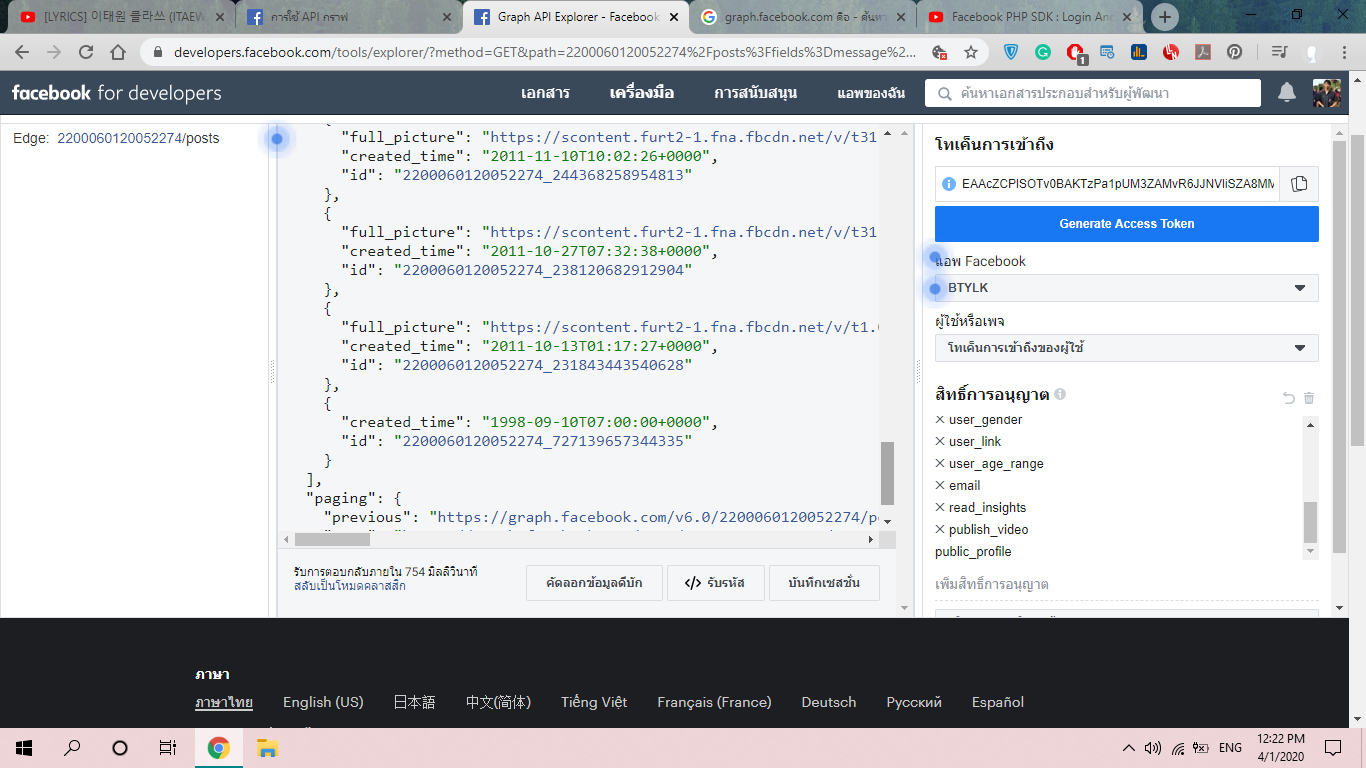 [LYRICS] 이태원 클라쓰 (ITAEW
การใช้ API กราฟ
Graph API Explorer - Facebook
graph.facebook.com คือ - ค้นหา
Facebook PHP SDK : Login And
developers.facebook.com/tools/explorer/?method=GET&path=2200060120052274%2Fposts%3Ffields%3Dmessage%2...
1
facebook for developers
เอกสาร
เครื่องมือ
การสนับสนุน
แอพของฉัน
ค้นหาเอกสารประกอบสำหรับผู้พัฒนา
Edge: 2200060120052274/posts
"full_picture": "https://scontent.furt2-1.fna.fbcdn.net/v/t31
"created_time": "2011-11-10T10:02:26+0000",
"id": "2200060120052274_244368258954813"
},
{
"full_picture": "https://scontent.furt2-1.fna.fbcdn.net/v/t31
"created_time": "2011-10-27T07:32:38+0000",
"id": "2200060120052274_238120682912904"
},
{
"full_picture": "https://scontent.furt2-1.fna.fbcdn.net/v/t1.
"created_time": "2011-10-13T01:17:27+0000",
"id": "2200060120052274_231843443540628"
},
{
"created_time": "1998-09-10T07:00:00+0000",
"id": "2200060120052274_727139657344335"
}
],
"paging": {
"previous": "https://graph.facebook.com/v6.0/2200060120052274/po
รับการตอบกลับภายใน 754 มิลลิวินาที
สลับเป็นโหมดคลาสสิก
คัดลอกข้อมูลดีบัก
</> รับรหัส
บันทึกเซสชั่น
โทเค็นการเข้าถึง
EAAcZCPlSOTv0BAKTzPa1pUM3ZAMvR6JJNVliSZA8MM
Generate Access Token
แอพ Facebook
BTYLK
ผู้ใช้หรือเพจ
โทเค็นการเข้าถึงของผู้ใช้
สิทธิ์การอนุญาต
× user_gender
× user_link
× user_age_range
× email
× read_insights
× publish_video
public_profile
เพิ่มสิทธิ์การอนุญาต
ภาษา
ภาษาไทย
English (US)
日本語
中文(简体)
Tiếng Việt
Français (France)
Deutsch
Русский
Español
ENG
12:22 PM
4/1/2020